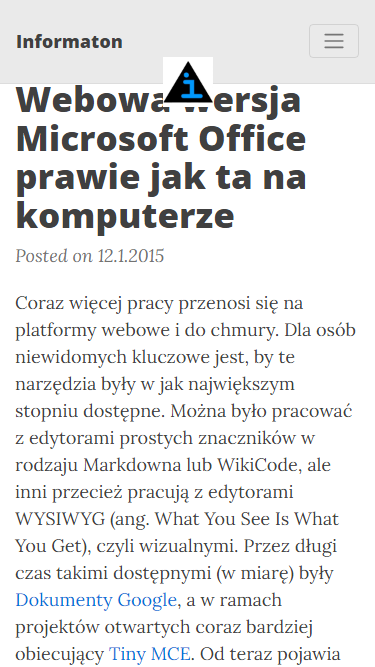 Informaton
Webowa wersja
Microsoft Office
prawie jak ta na
komputerze
Posted on 12.1.2015
Coraz więcej pracy przenosi się na
platformy webowe i do chmury. Dla osób
niewidomych kluczowe jest, by te
narzędzia były w jak największym
stopniu dostępne. Można było pracować
z edytorami prostych znaczników w
rodzaju Markdowna lub WikiCode, ale
inni przecież pracują z edytorami
WYSIWYG (ang. What You See Is What
You Get), czyli wizualnymi. Przez długi
czas takimi dostępnymi (w miarę) były
Dokumenty Google, a w ramach
projektów otwartych coraz bardziej
obiecujący Tiny MCE. Od teraz pojawia